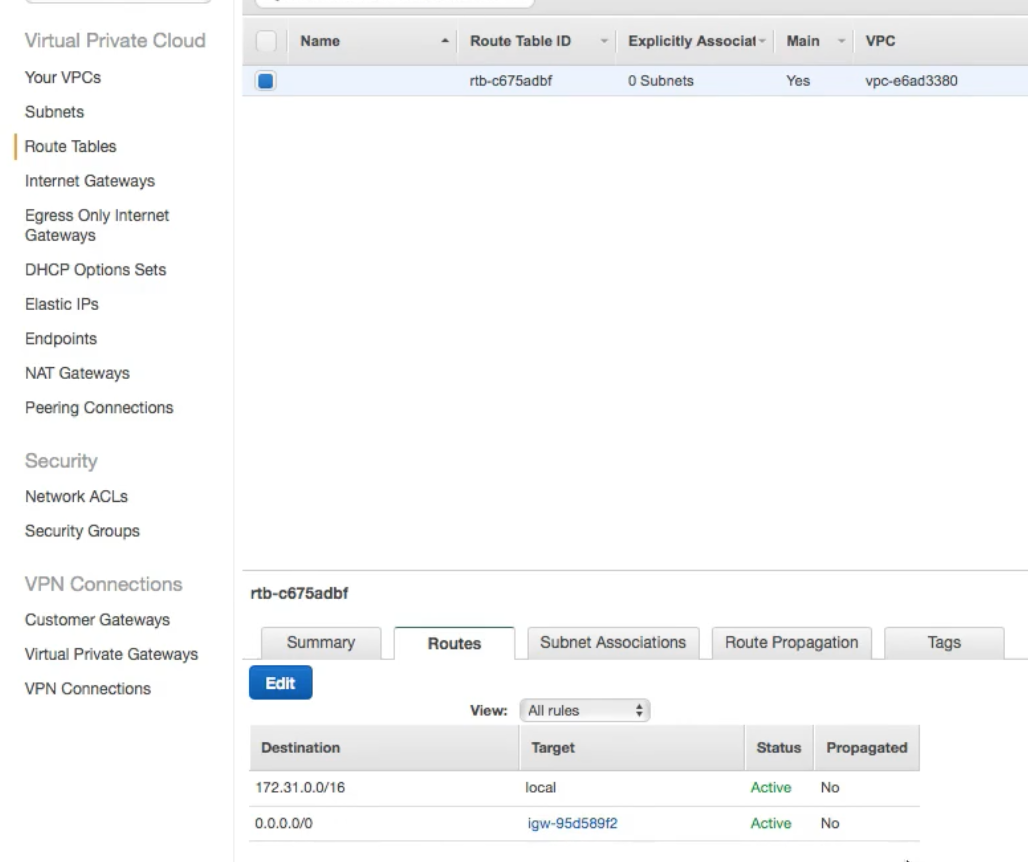 Virtual Private Cloud
Your VPCs
Subnets
Route Tables
Internet Gateways
Egress Only Internet
Gateways
DHCP Options Sets
Elastic IPs
Endpoints
NAT Gateways
Peering Connections
Security
Network ACLs
Security Groups
VPN Connections
Customer Gateways
Virtual Private Gateways
VPN Connections
Name Route Table ID Explicitly Associat Main VPC
rtb-c675adbf 0 Subnets Yes vpc-e6ad3380
rtb-c675adbf
Summary Routes Subnet Associations Route Propagation Tags
Edit
View: All rules
Destination Target Status Propagated
172.31.0.0/16 local Active No
0.0.0.0/0 igw-95d589f2 Active No